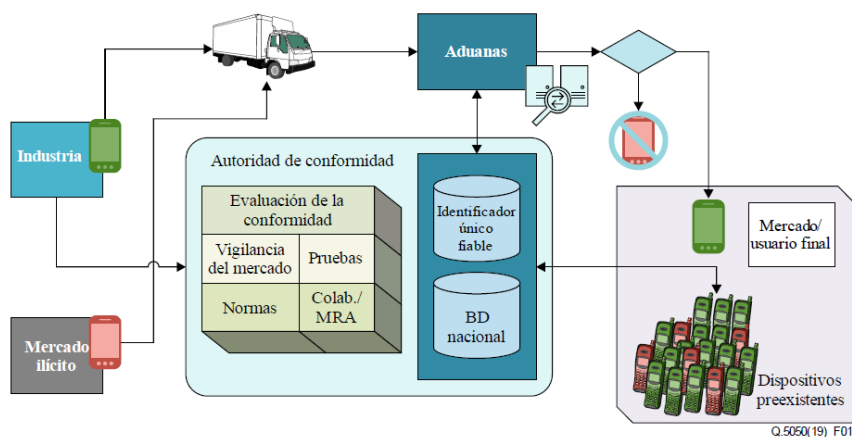 Aduanas
Industria
Autoridad de conformidad
Evaluación de la
conformidad
Vigilancia
del mercado
Pruebas
Normas
Colab./
MRA
Identificador
único
fiable
BD
nacional
Mercado/
usuario final
Mercado
ilícito
Dispositivos
preexistentes
Q.5050(19)_F01